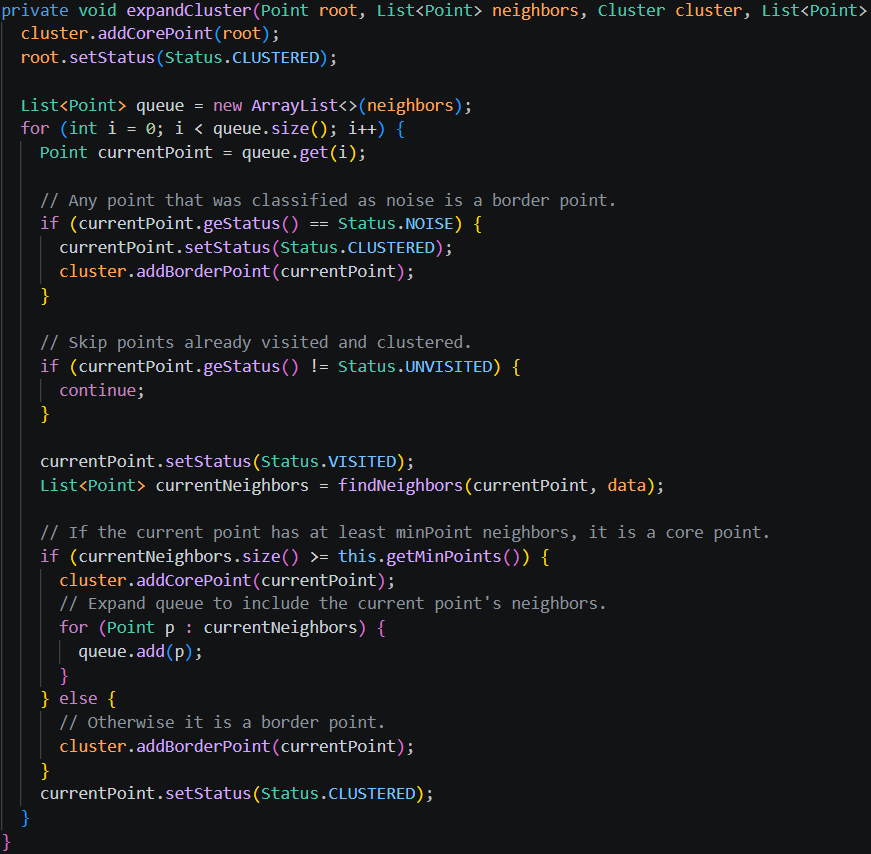 private void expandCluster(Point root, List<Point> neighbors, Cluster cluster, List<Point>
  cluster.addCorePoint(root);
  root.setStatus(Status.CLUSTERED);

  List<Point> queue = new ArrayList<>(neighbors);
  for (int i = 0; i < queue.size(); i++) {
    Point currentPoint = queue.get(i);

    // Any point that was classified as noise is a border point.
    if (currentPoint.geStatus() == Status.NOISE) {
      currentPoint.setStatus(Status.CLUSTERED);
      cluster.addBorderPoint(currentPoint);
    }

    // Skip points already visited and clustered.
    if (currentPoint.geStatus() != Status.UNVISITED) {
      continue;
    }

    currentPoint.setStatus(Status.VISITED);
    List<Point> currentNeighbors = findNeighbors(currentPoint, data);

    // If the current point has at least minPoint neighbors, it is a core point.
    if (currentNeighbors.size() >= this.getMinPoints()) {
      cluster.addCorePoint(currentPoint);
      // Expand queue to include the current point's neighbors.
      for (Point p : currentNeighbors) {
        queue.add(p);
      }
    } else {
      // Otherwise it is a border point.
      cluster.addBorderPoint(currentPoint);
    }
    currentPoint.setStatus(Status.CLUSTERED);
  }
}